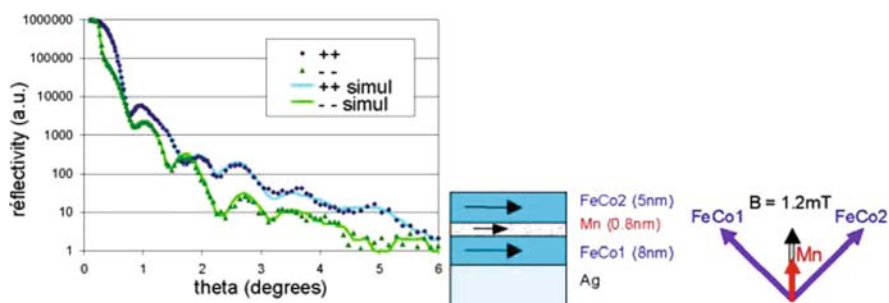 1000000
100000
10000
1000
100
10
1
réflectivity (a.u.)
0 1 2 3 4 5 6
theta (degrees)
++
- -
++ simul
- - simul
FeCo2 (5nm)
Mn (0.8nm)
FeCo1 (8nm)
Ag
B = 1.2mT
FeCo1 FeCo2
Mn